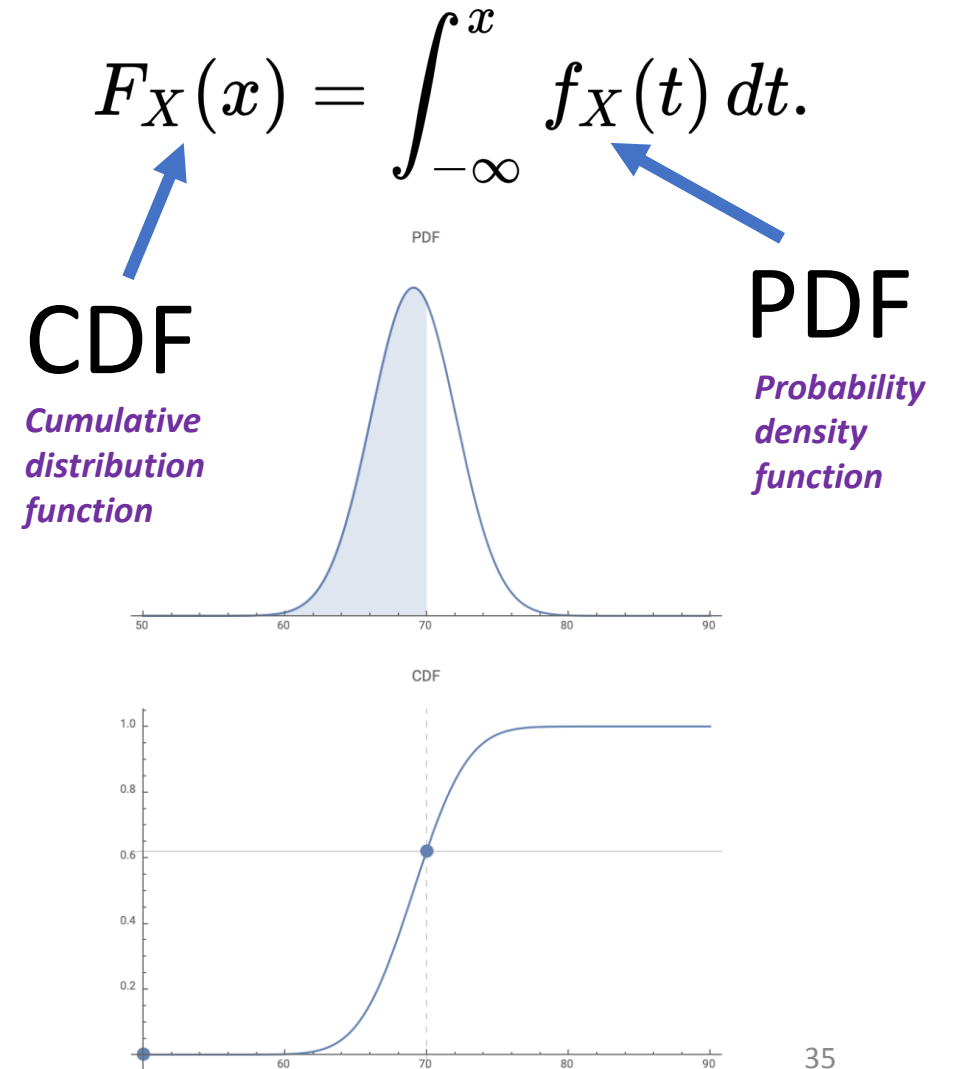 F_X(x) = ∫_{-∞}^{x} f_X(t) dt.
PDF
CDF
Cumulative
distribution
function
PDF
Probability
density
function
50 60 70 80 90
CDF
1.0
0.8
0.6
0.4
0.2
60 70 80 90
35